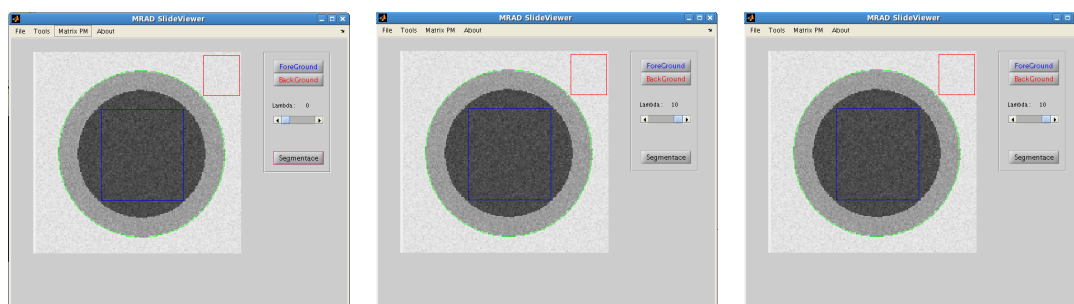 MRAD SlideViewer
File Tools Matrix PM About
ForeGround
BackGround
Lambda: 0
Segmentace
MRAD SlideViewer
File Tools Matrix PM About
ForeGround
BackGround
Lambda: 10
Segmentace
MRAD SlideViewer
File Tools Matrix PM About
ForeGround
BackGround
Lambda: 10
Segmentace